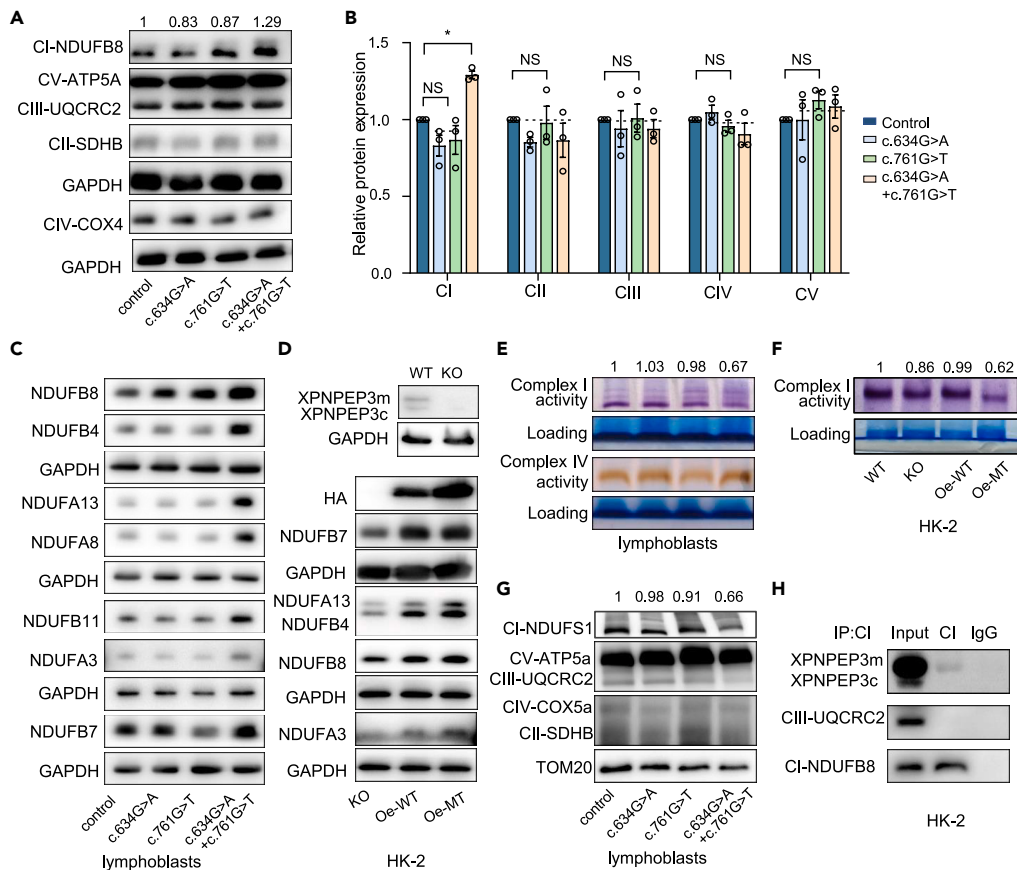 A
1 0.83 0.87 1.29
CI-NDUFB8
CV-ATP5A
CIII-UQCRC2
CII-SDHB
GAPDH
CIV-COX4
GAPDH
control
c.634G>A
c.761G>T
c.634G>A
+c.761G>T
B
Relative protein expression
1.5
1.0
0.5
0.0
*
NS
NS
NS
NS
NS
CI
CII
CIII
CIV
CV
Control
c.634G>A
c.761G>T
c.634G>A
+c.761G>T
C
NDUFB8
NDUFB4
GAPDH
NDUFA13
NDUFA8
GAPDH
NDUFB11
NDUFA3
GAPDH
NDUFB7
GAPDH
control
c.634G>A
c.761G>T
c.634G>A
+c.761G>T
lymphoblasts
D
WT KO
XPNPEP3m
XPNPEP3c
GAPDH
HA
NDUFB7
GAPDH
NDUFA13
NDUFB4
NDUFB8
GAPDH
NDUFA3
GAPDH
KO
Oe-WT
Oe-MT
HK-2
E
1 1.03 0.98 0.67
Complex I
activity
Loading
Complex IV
activity
Loading
lymphoblasts
F
1 0.86 0.99 0.62
Complex I
activity
Loading
WT
KO
Oe-WT
Oe-MT
HK-2
G
1 0.98 0.91 0.66
CI-NDUFS1
CV-ATP5a
CIII-UQCRC2
CIV-COX5a
CII-SDHB
TOM20
control
c.634G>A
c.761G>T
c.634G>A
+c.761G>T
lymphoblasts
H
IP:CI Input CI IgG
XPNPEP3m
XPNPEP3c
CIII-UQCRC2
CI-NDUFB8
HK-2